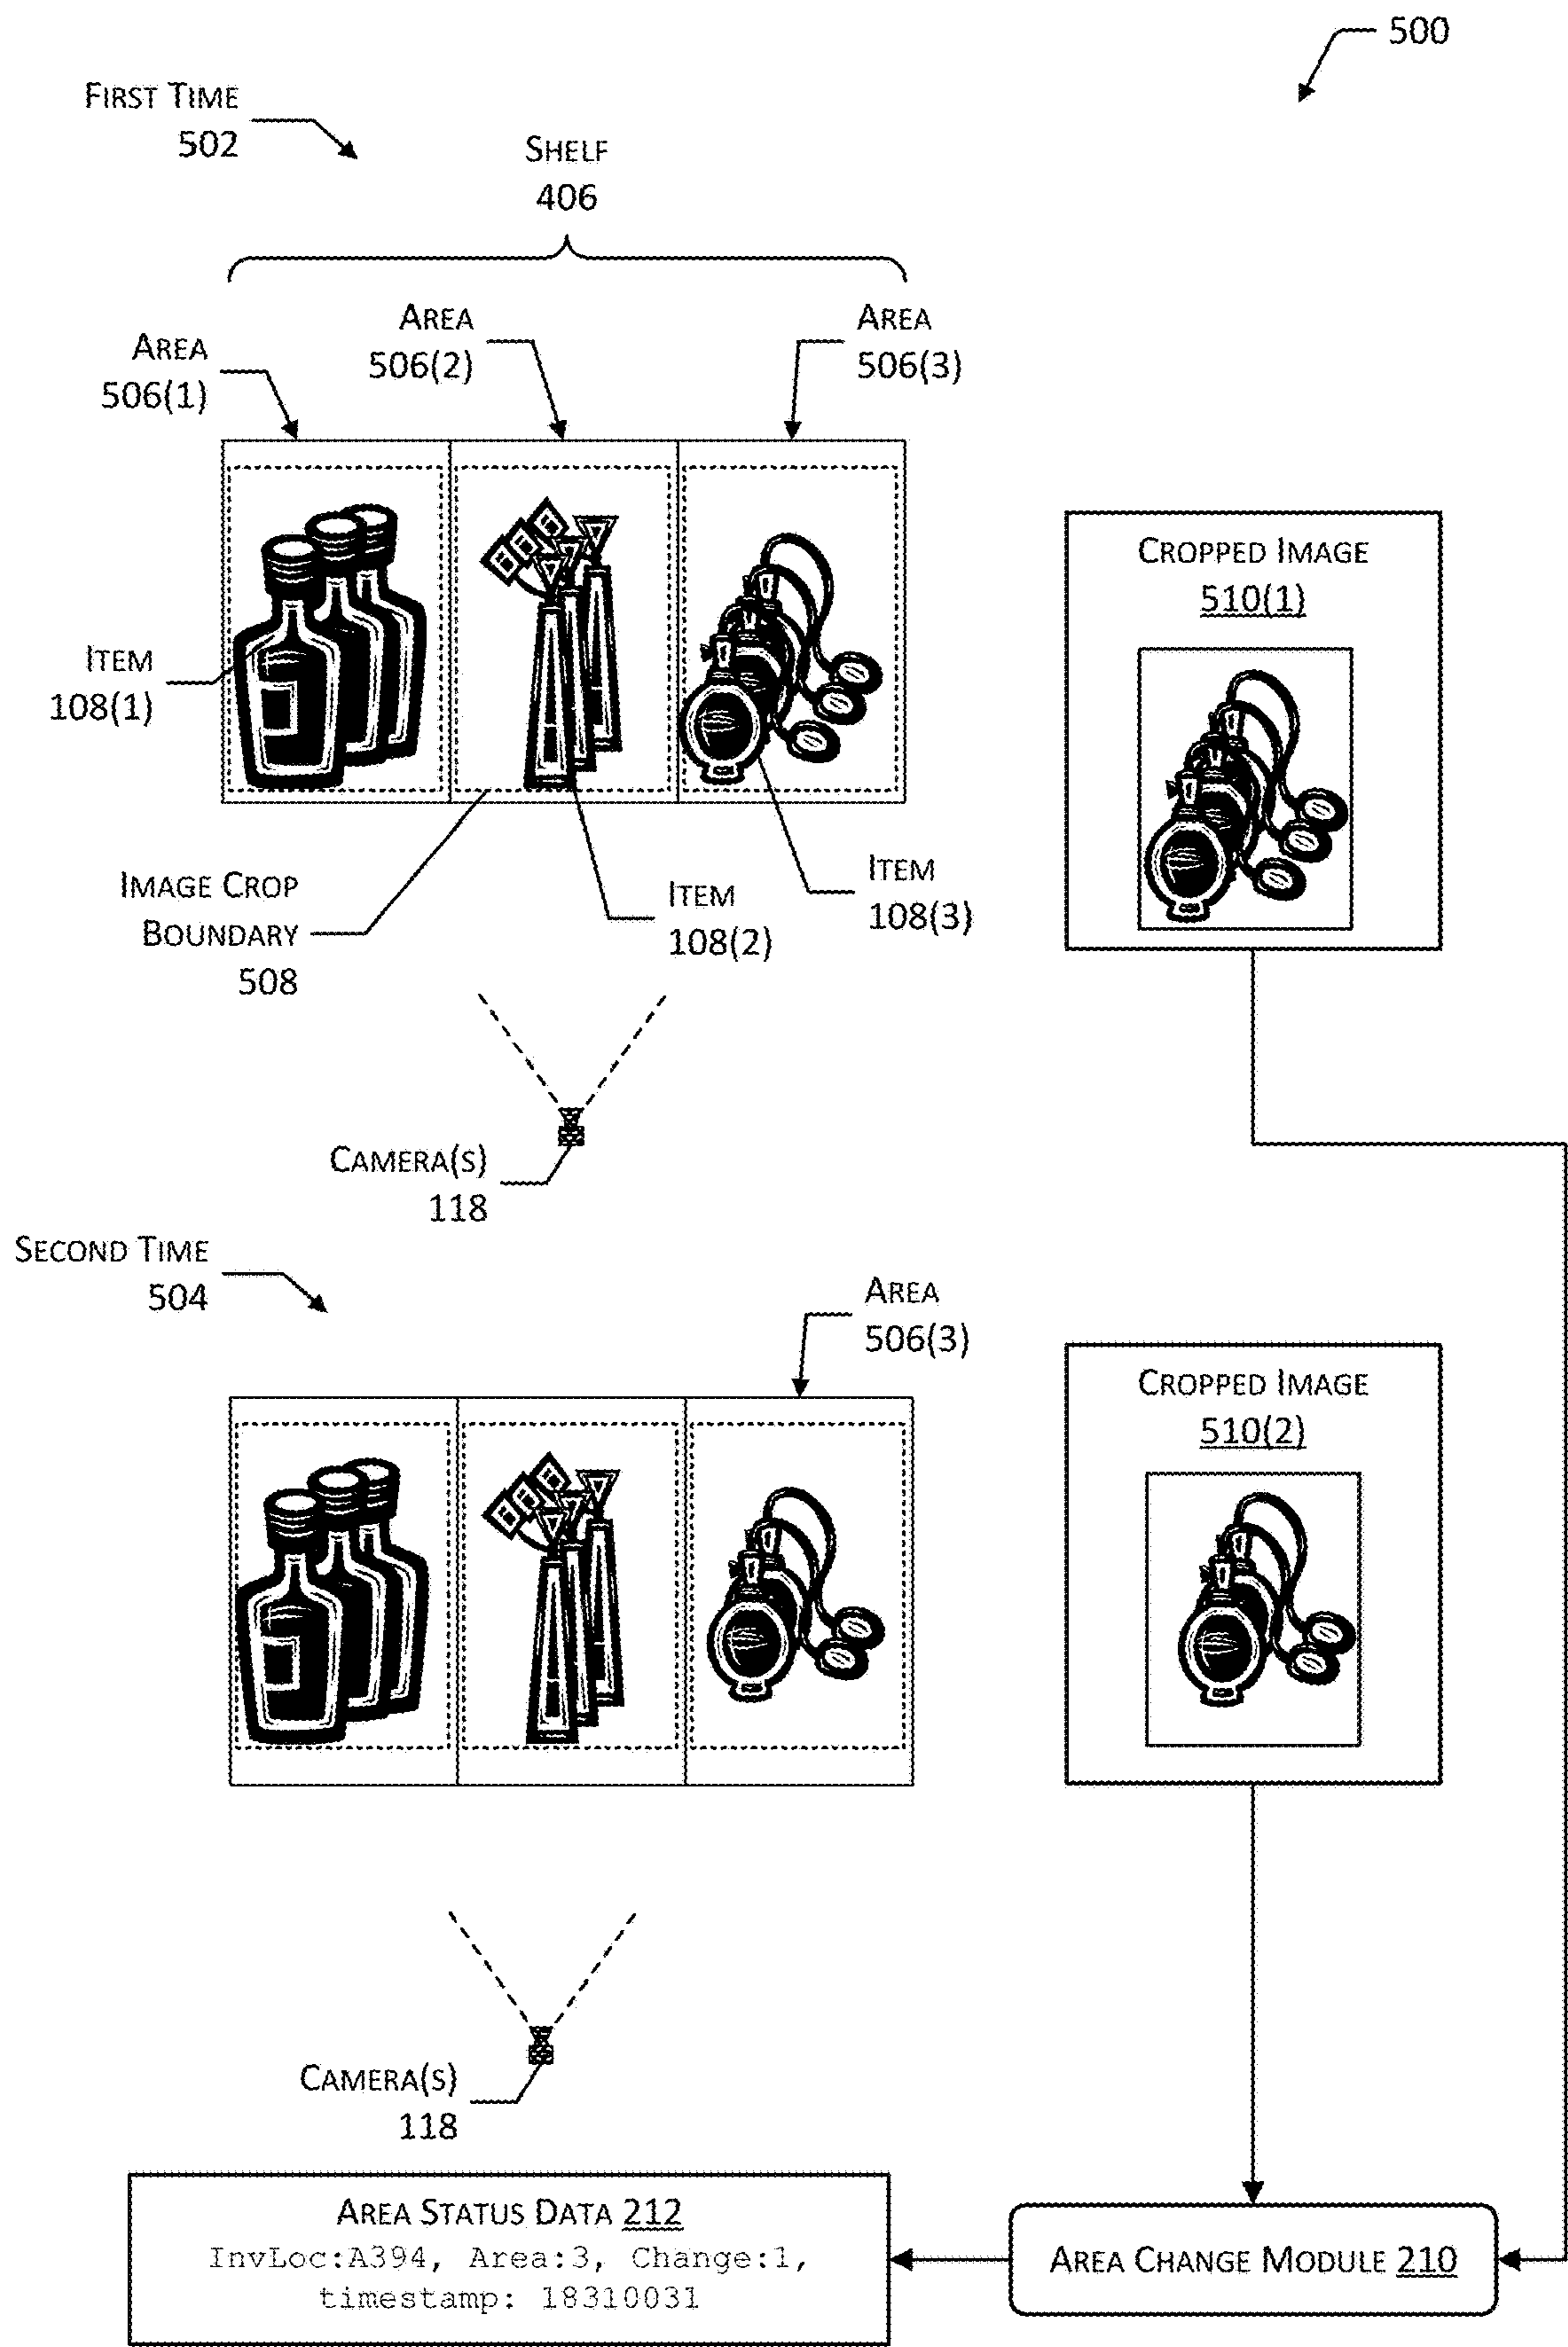 500
First Time
502
Shelf
406
Area
506(1)
Area
506(2)
Area
506(3)
Cropped Image
510(1)
Item
108(1)
Image Crop
Boundary
508
Item
108(2)
Item
108(3)
Camera(s)
118
Second Time
504
Area
506(3)
Cropped Image
510(2)
Camera(s)
118
Area Status Data 212
InvLoc:A394, Area:3, Change:1,
timestamp: 18310031
Area Change Module 210